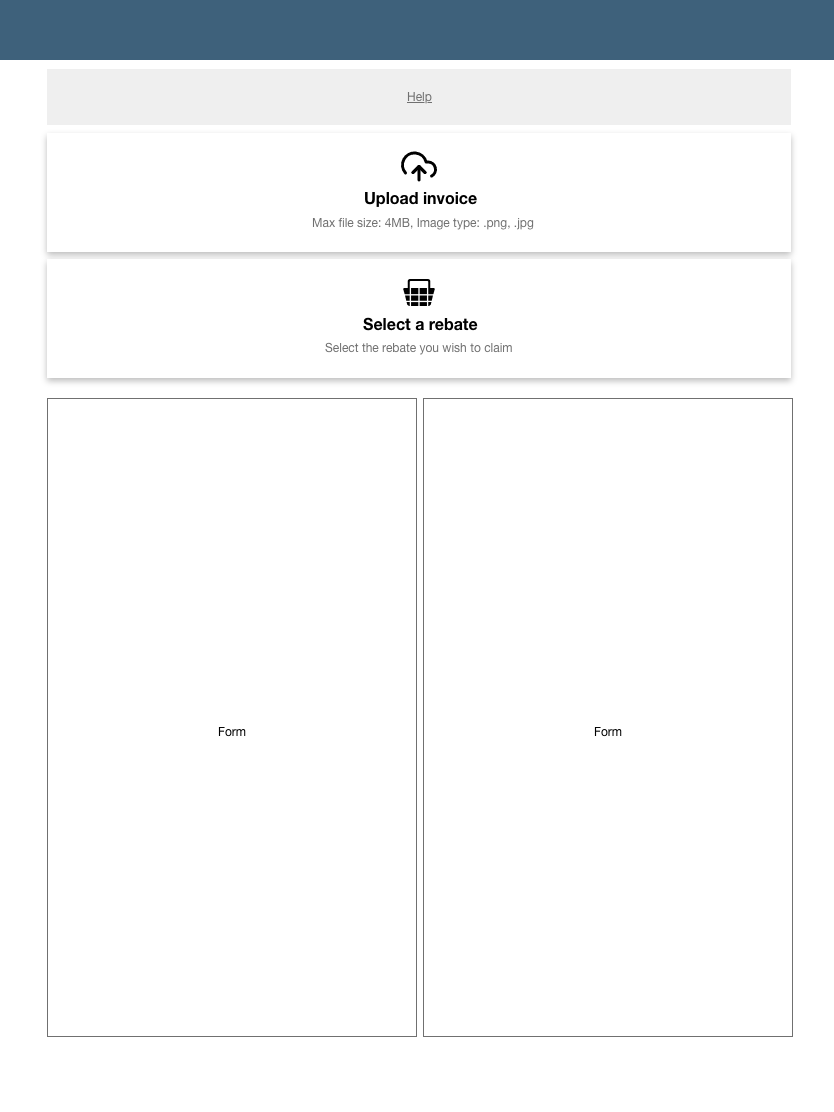 Help
Upload invoice
Max file size: 4MB, Image type: .png, .jpg
Select a rebate
Select the rebate you wish to claim
Form
Form